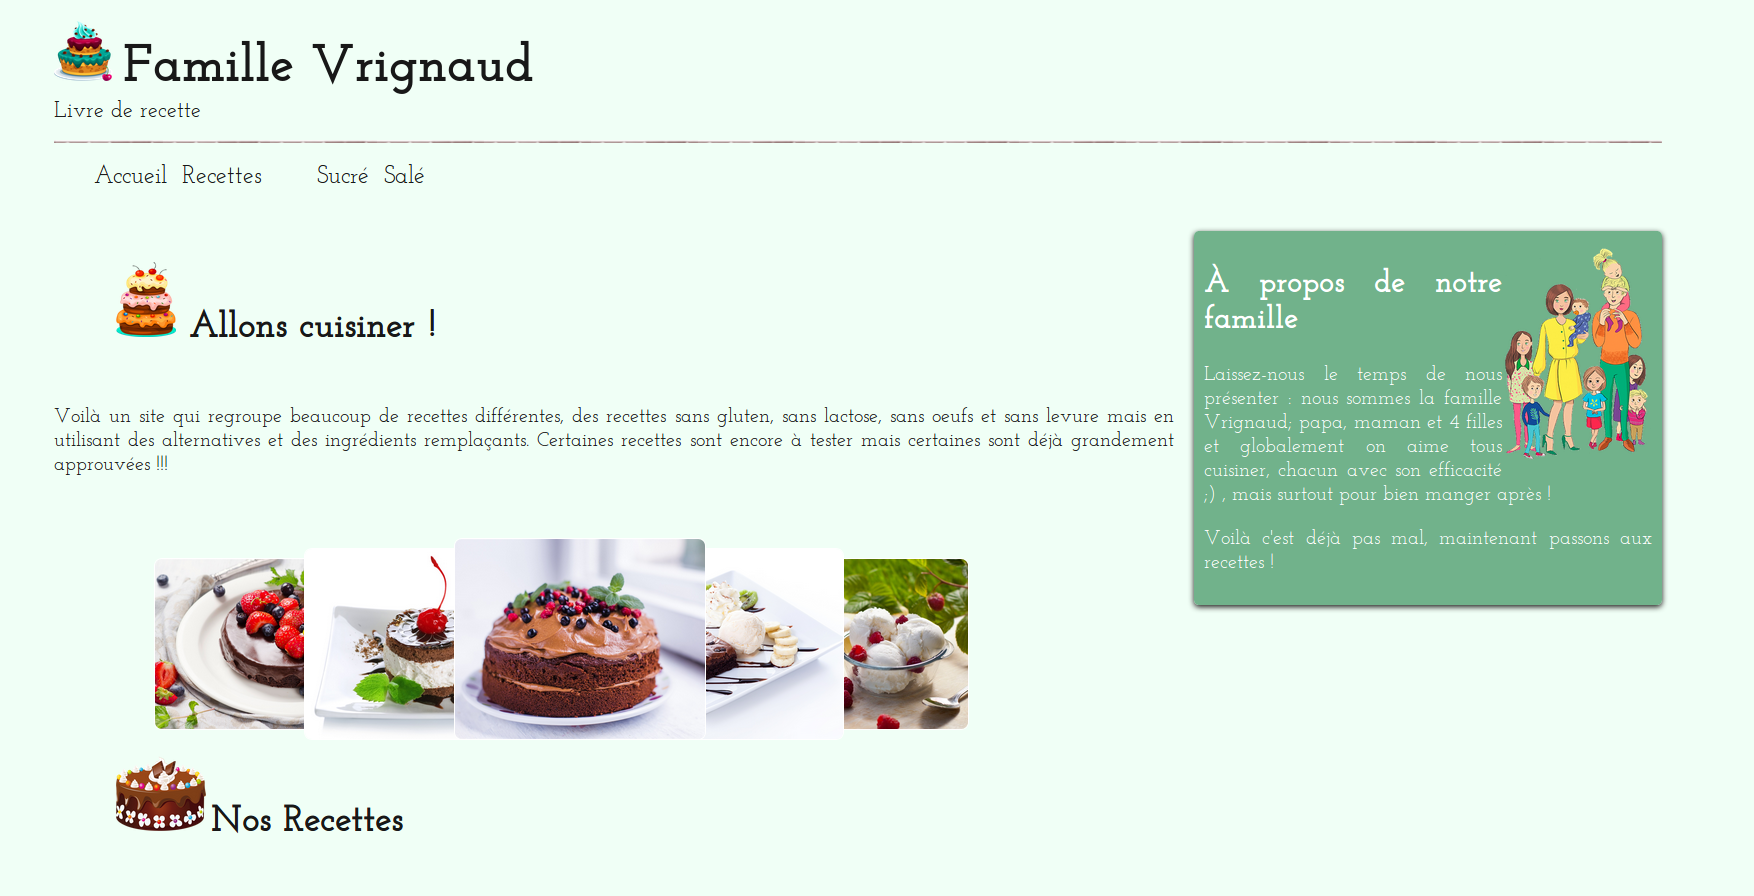 Famille Vrignaud
Livre de recette
Accueil Recettes Sucré Salé
Allons cuisiner !
Voilà un site qui regroupe beaucoup de recettes différentes, des recettes sans gluten, sans lactose, sans oeufs et sans levure mais en
utilisant des alternatives et des ingrédients remplaçants. Certaines recettes sont encore à tester mais certaines sont déjà grandement
approuvées !!!
Nos Recettes
À propos de notre
famille
Laissez-nous le temps de nous
présenter : nous sommes la famille
Vrignaud; papa, maman et 4 filles
et globalement on aime tous
cuisiner, chacun avec son efficacité
;) , mais surtout pour bien manger après !
Voilà c'est déjà pas mal, maintenant passons aux
recettes !